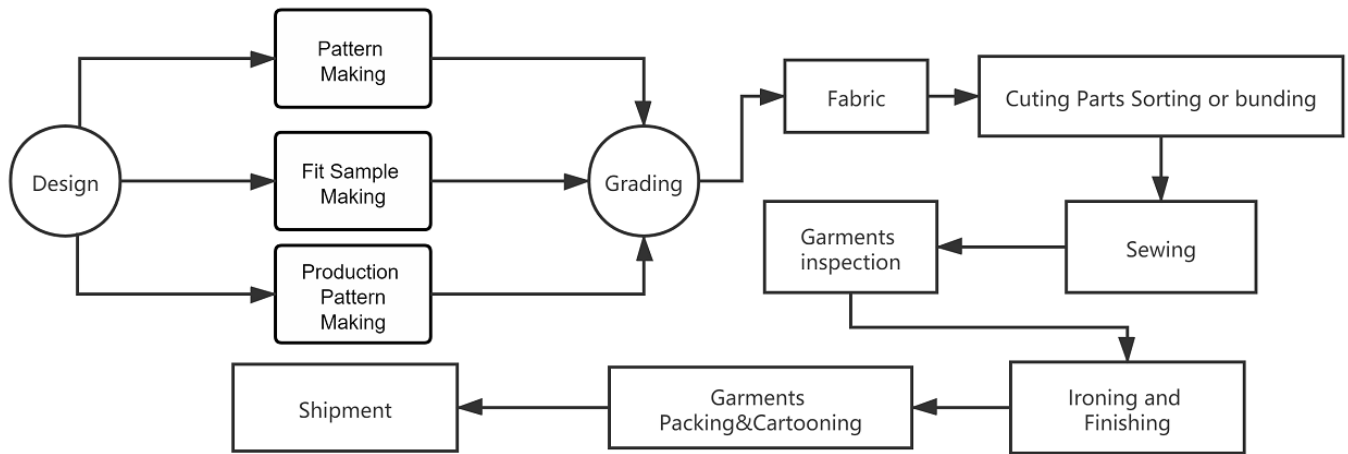 Design
Pattern
Making
Fit Sample
Making
Production
Pattern
Making
Grading
Fabric
Cuting Parts Sorting or bunding
Sewing
Garments
inspection
Ironing and
Finishing
Garments
Packing&Cartooning
Shipment